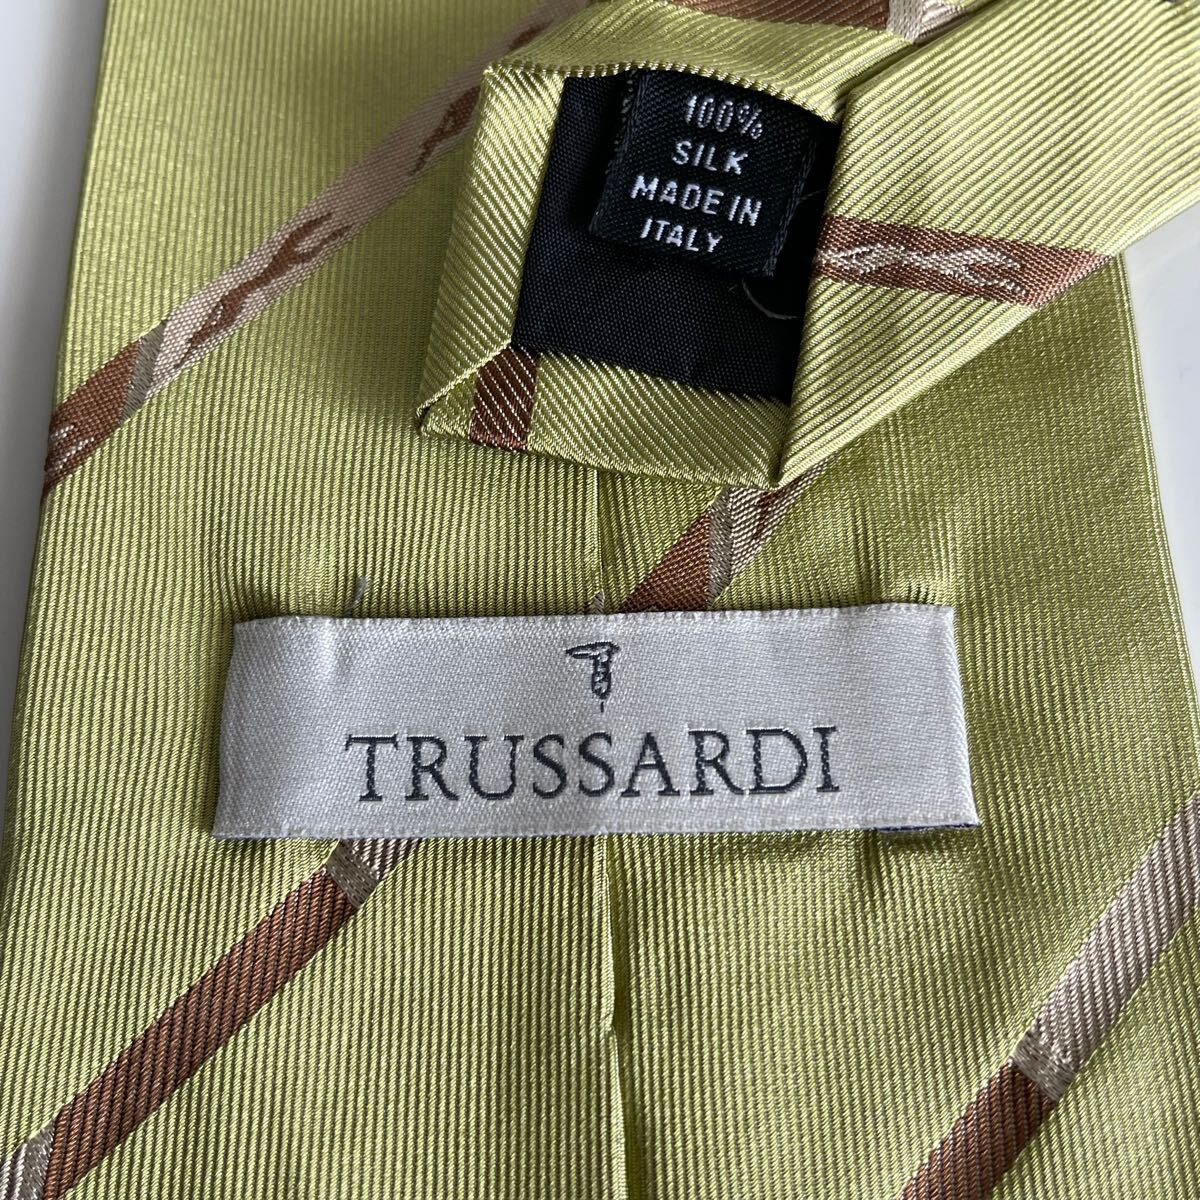 100%
SILK
MADE IN
ITALY
TRUSSARDI